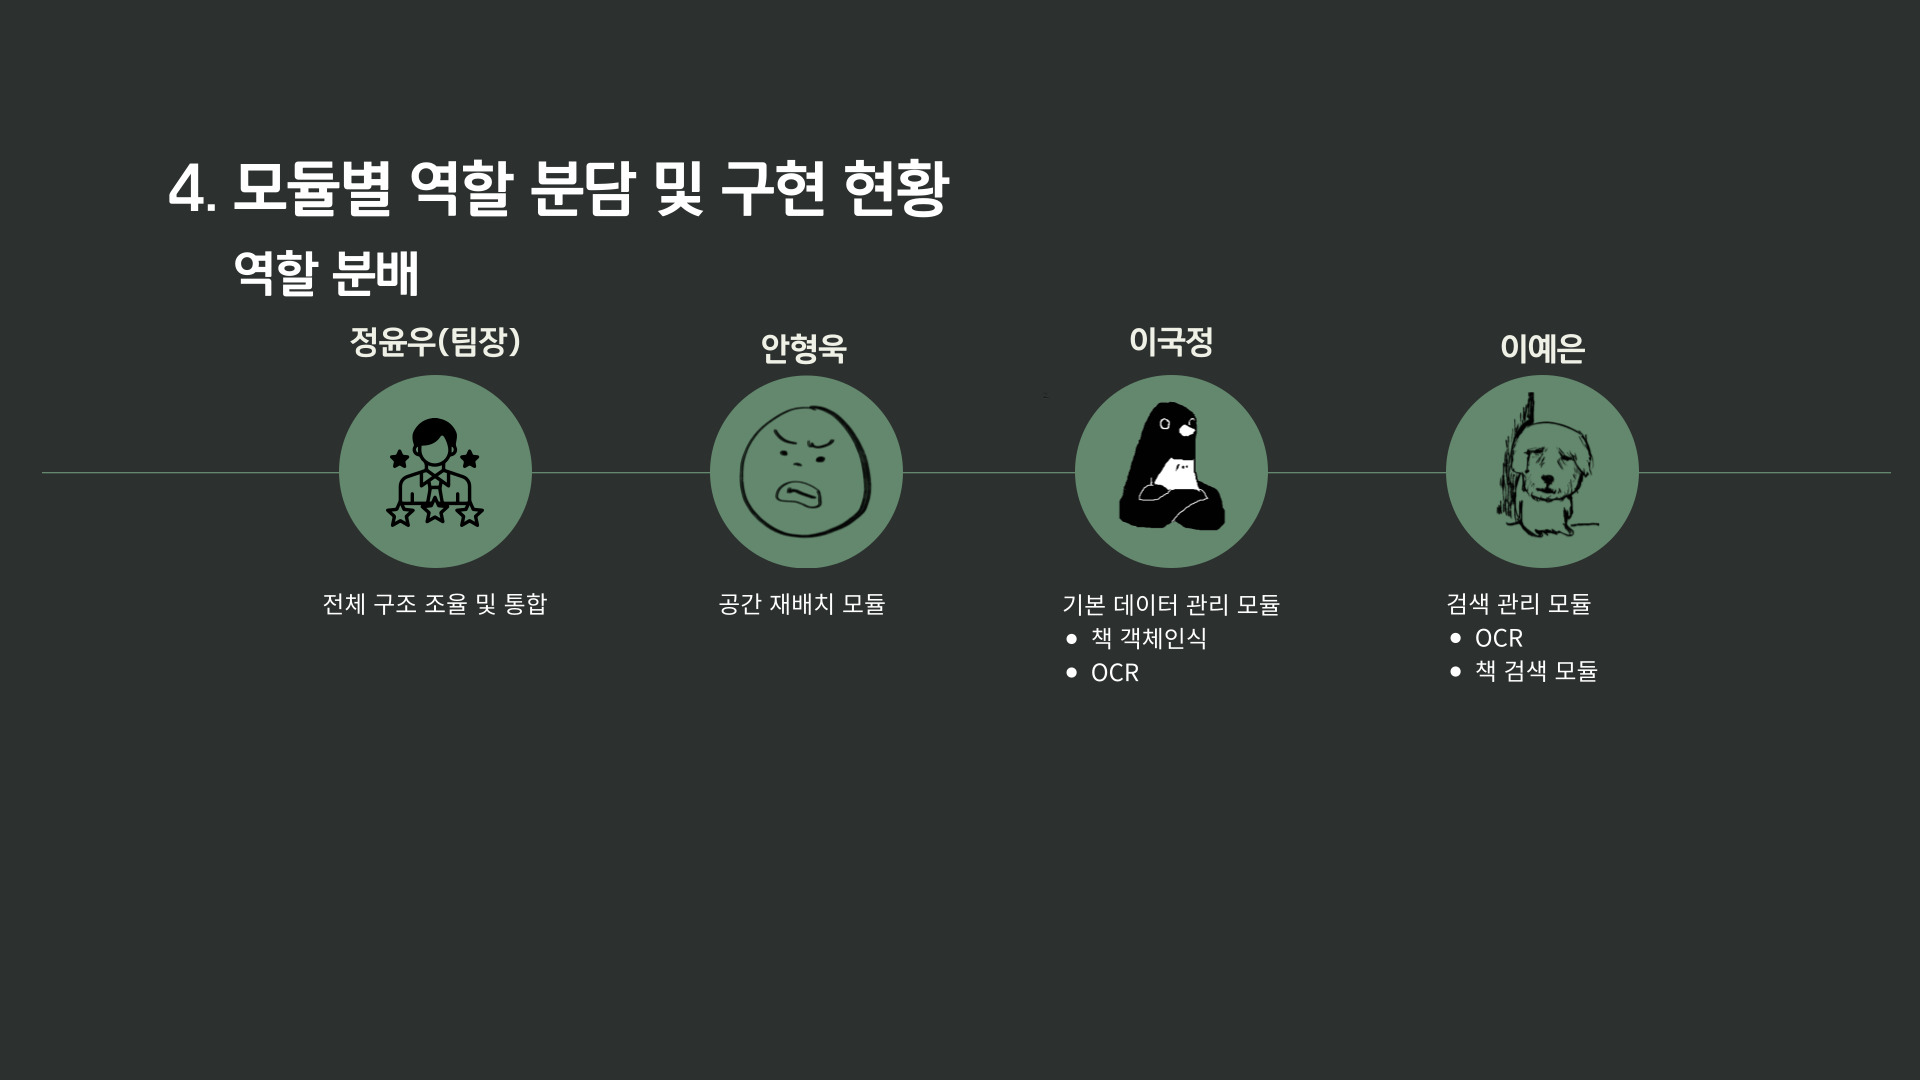 4. 모듈별 역할 분담 및 구현 현황
역할 분배
정윤우(팀장)
전체 구조 조율 및 통합
안형욱
공간 재배치 모듈
이국정
기본 데이터 관리 모듈
• 책 객체인식
• OCR
이예은
검색 관리 모듈
• OCR
• 책 검색 모듈